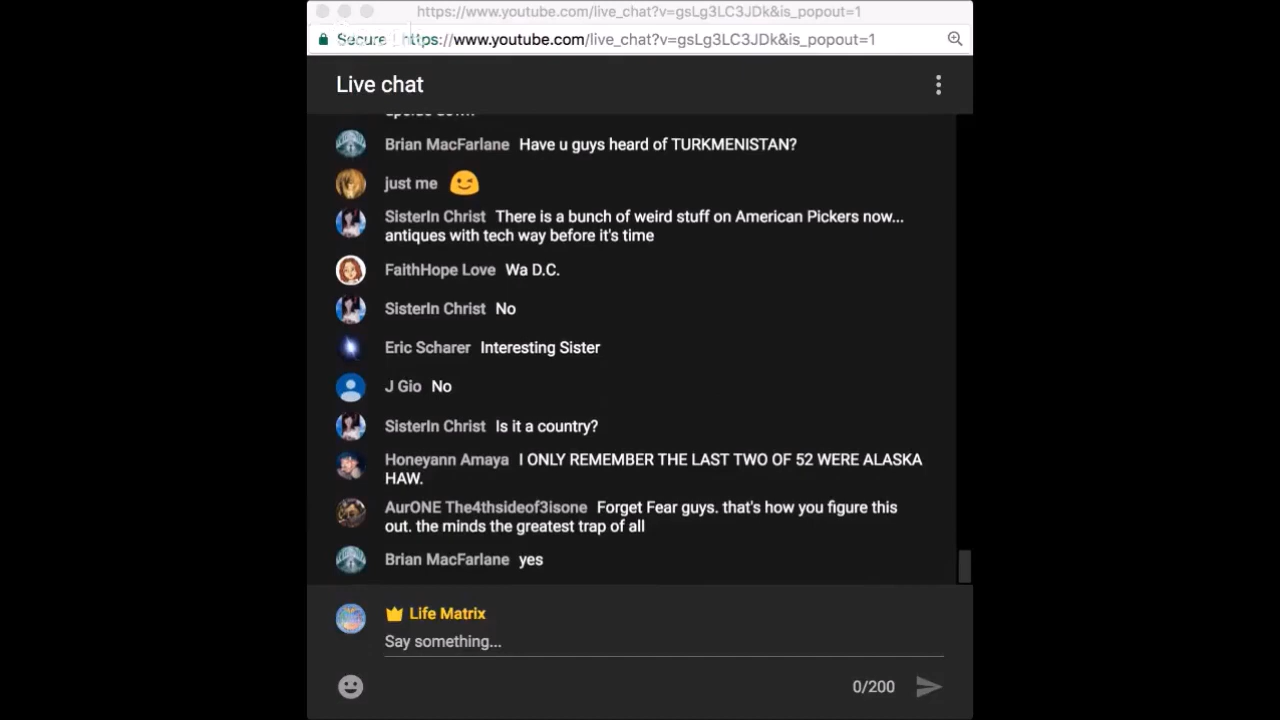 https://www.youtube.com/live_chat?v=gsLg3LC3JDk&is_popout=1
Secure https://www.youtube.com/live_chat?v=gsLg3LC3JDk&is_popout=1
Live chat
Brian MacFarlane Have u guys heard of TURKMENISTAN?
just me
SisterIn Christ There is a bunch of weird stuff on American Pickers now...
antiques with tech way before it's time
FaithHope Love Wa D.C.
SisterIn Christ No
Eric Scharer Interesting Sister
J Gio No
SisterIn Christ Is it a country?
Honeyann Amaya I ONLY REMEMBER THE LAST TWO OF 52 WERE ALASKA
HAW.
AurONE The4thsideof3isone Forget Fear guys. that's how you figure this
out. the minds the greatest trap of all
Brian MacFarlane yes
Life Matrix
Say something...
0/200